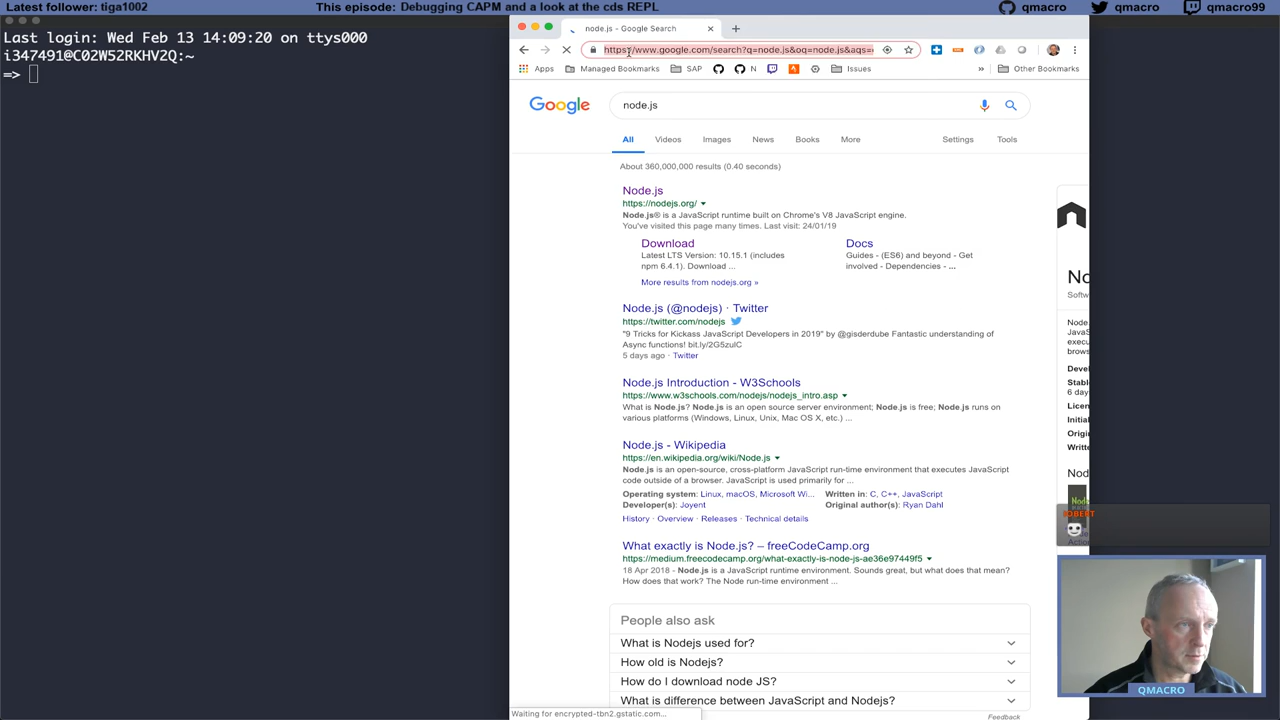 Latest follower: tiga1002
This episode: Debugging CAPM and a look at the cds REPL
qmacro
qmacro
qmacro99
Last login: Wed Feb 13 14:09:20 on ttys000
i347491@C02W52RKHV2Q:~
=>
node.js - Google Search
https://www.google.com/search?q=node.js&oq=node.js&aqs=
Apps
Managed Bookmarks
SAP
N
Issues
»
Other Bookmarks
Google
node.js
All
Videos
Images
News
Books
More
Settings
Tools
About 360,000,000 results (0.40 seconds)
Node.js
https://nodejs.org/
Node.js® is a JavaScript runtime built on Chrome's V8 JavaScript engine.
You've visited this page many times. Last visit: 24/01/19
Download
Latest LTS Version: 10.15.1 (includes
npm 6.4.1). Download ...
Docs
Guides - (ES6) and beyond - Get
involved - Dependencies - ...
More results from nodejs.org »
Node.js (@nodejs) · Twitter
https://twitter.com/nodejs
"9 Tricks for Kickass JavaScript Developers in 2019" by @gisderdube Fantastic understanding of
Async functions! bit.ly/2G5zuIC
5 days ago · Twitter
Node.js Introduction - W3Schools
https://www.w3schools.com/nodejs/nodejs_intro.asp
What is Node.js? Node.js is an open source server environment; Node.js is free; Node.js runs on
various platforms (Windows, Linux, Unix, Mac OS X, etc.) ...
Node.js - Wikipedia
https://en.wikipedia.org/wiki/Node.js
Node.js is an open-source, cross-platform JavaScript run-time environment that executes JavaScript
code outside of a browser. JavaScript is used primarily for ...
Operating system: Linux, macOS, Microsoft Wi...
Written in: C, C++, JavaScript
Developer(s): Joyent
Original author(s): Ryan Dahl
History · Overview · Releases · Technical details
What exactly is Node.js? – freeCodeCamp.org
https://medium.freecodecamp.org/what-exactly-is-node-js-ae36e97449f5
18 Apr 2018 - Node.js is a JavaScript runtime environment. Sounds great, but what does that mean?
How does that work? The Node run-time environment ...
People also ask
What is Nodejs used for?
How old is Nodejs?
How do I download node JS?
What is difference between JavaScript and Nodejs?
Feedback
Waiting for encrypted-tbn2.gstatic.com...
No
Softw
Node.
JavaS
execu
brows
Devel
Stabl
6 day
Licen
Initia
Origi
Writt
Nod
QMACRO